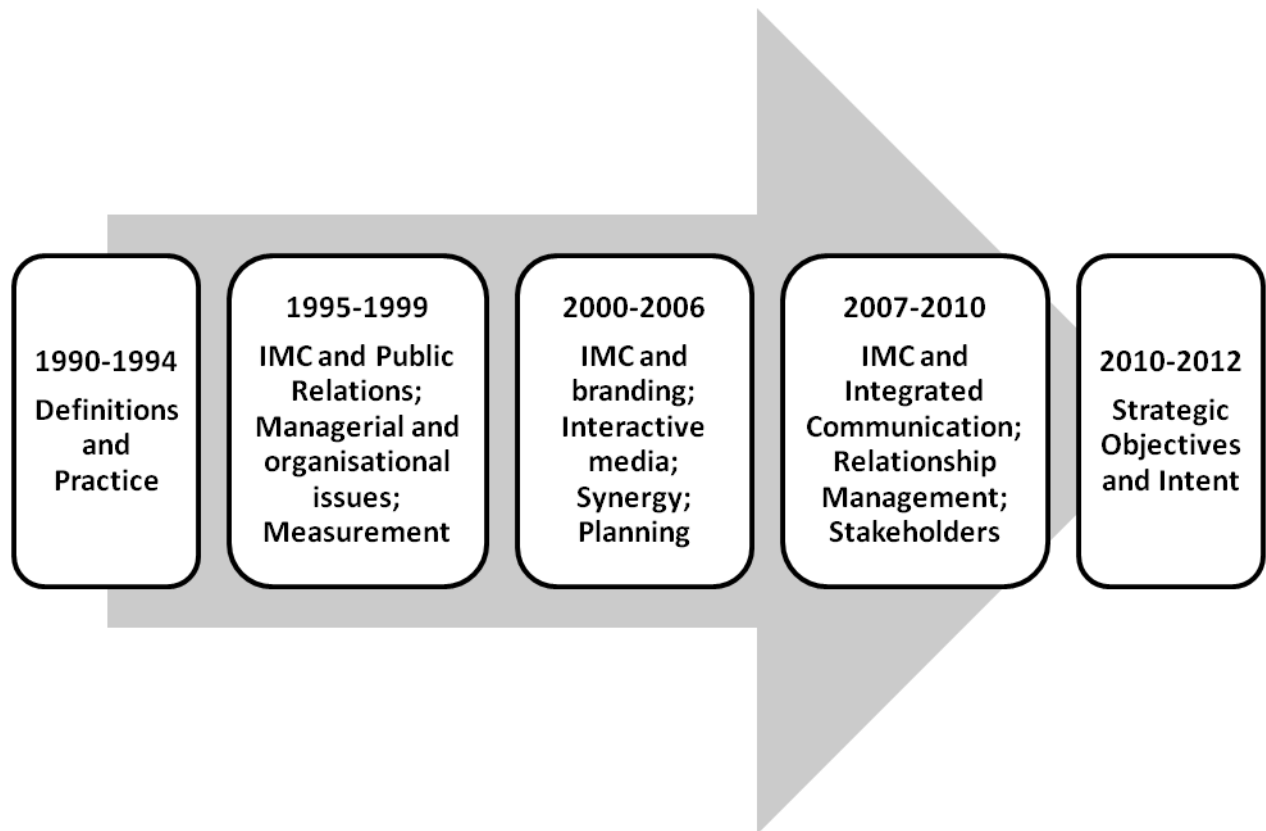 1990-1994
Definitions
and
Practice
1995-1999
IMC and Public
Relations;
Managerial and
organisational
issues;
Measurement
2000-2006
IMC and
branding;
Interactive
media;
Synergy;
Planning
2007-2010
IMC and
Integrated
Communication;
Relationship
Management;
Stakeholders
2010-2012
Strategic
Objectives
and Intent